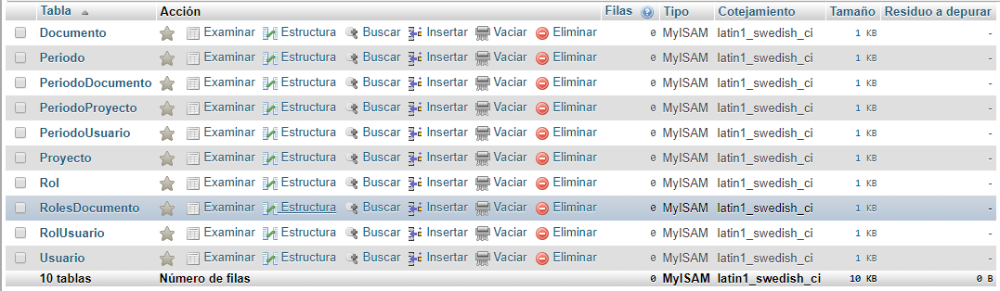 Tabla Acción Filas Tipo Cotejamiento Tamaño Residuo a depurar
Documento Examinar Estructura Buscar Insertar Vaciar Eliminar 0 MyISAM latin1_swedish_ci 1 KB -
Periodo Examinar Estructura Buscar Insertar Vaciar Eliminar 0 MyISAM latin1_swedish_ci 1 KB -
PeriodoDocumento Examinar Estructura Buscar Insertar Vaciar Eliminar 0 MyISAM latin1_swedish_ci 1 KB -
PeriodoProyecto Examinar Estructura Buscar Insertar Vaciar Eliminar 0 MyISAM latin1_swedish_ci 1 KB -
PeriodoUsuario Examinar Estructura Buscar Insertar Vaciar Eliminar 0 MyISAM latin1_swedish_ci 1 KB -
Proyecto Examinar Estructura Buscar Insertar Vaciar Eliminar 0 MyISAM latin1_swedish_ci 1 KB -
Rol Examinar Estructura Buscar Insertar Vaciar Eliminar 0 MyISAM latin1_swedish_ci 1 KB -
RolesDocumento Examinar Estructura Buscar Insertar Vaciar Eliminar 0 MyISAM latin1_swedish_ci 1 KB -
RolUsuario Examinar Estructura Buscar Insertar Vaciar Eliminar 0 MyISAM latin1_swedish_ci 1 KB -
Usuario Examinar Estructura Buscar Insertar Vaciar Eliminar 0 MyISAM latin1_swedish_ci 1 KB -
10 tablas Número de filas 0 MyISAM latin1_swedish_ci 10 KB 0 B